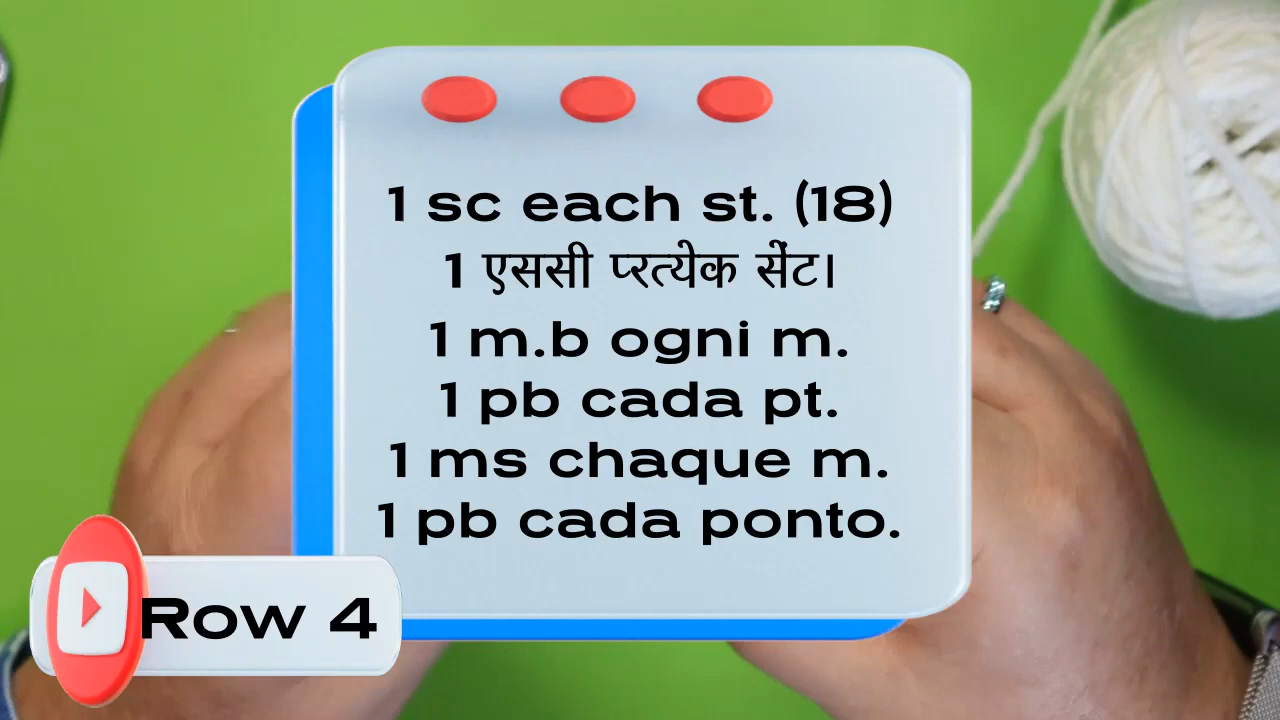 1 sc each st. (18)
1 एससी प्रत्येक सेंट।
1 m.b ogni m.
1 pb cada pt.
1 ms chaque m.
1 pb cada ponto.
Row 4